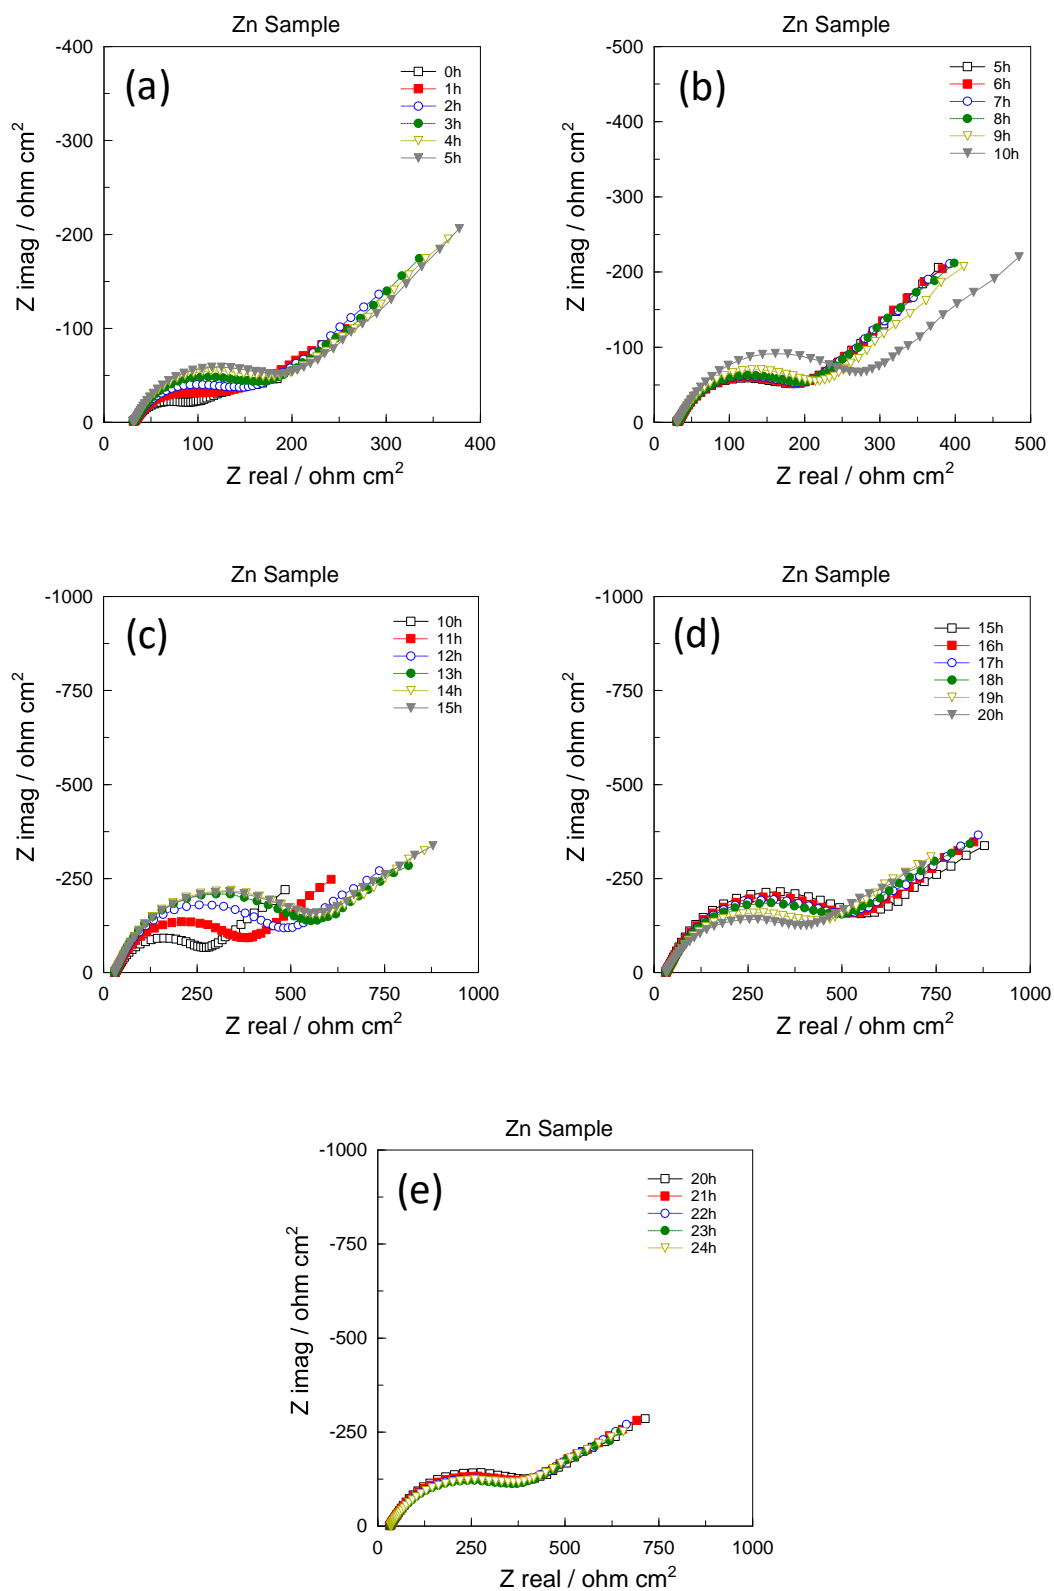 Zn Sample
(a)
0h
1h
2h
3h
4h
5h
-400
-300
-200
-100
0
0 100 200 300 400
Z imag / ohm cm²
Z real / ohm cm²
Zn Sample
(b)
5h
6h
7h
8h
9h
10h
-500
-400
-300
-200
-100
0
0 100 200 300 400 500
Z imag / ohm cm²
Z real / ohm cm²
Zn Sample
(c)
10h
11h
12h
13h
14h
15h
-1000
-750
-500
-250
0
0 250 500 750 1000
Z imag / ohm cm²
Z real / ohm cm²
Zn Sample
(d)
15h
16h
17h
18h
19h
20h
-1000
-750
-500
-250
0
0 250 500 750 1000
Z imag / ohm cm²
Z real / ohm cm²
Zn Sample
(e)
20h
21h
22h
23h
24h
-1000
-750
-500
-250
0
0 250 500 750 1000
Z imag / ohm cm²
Z real / ohm cm²